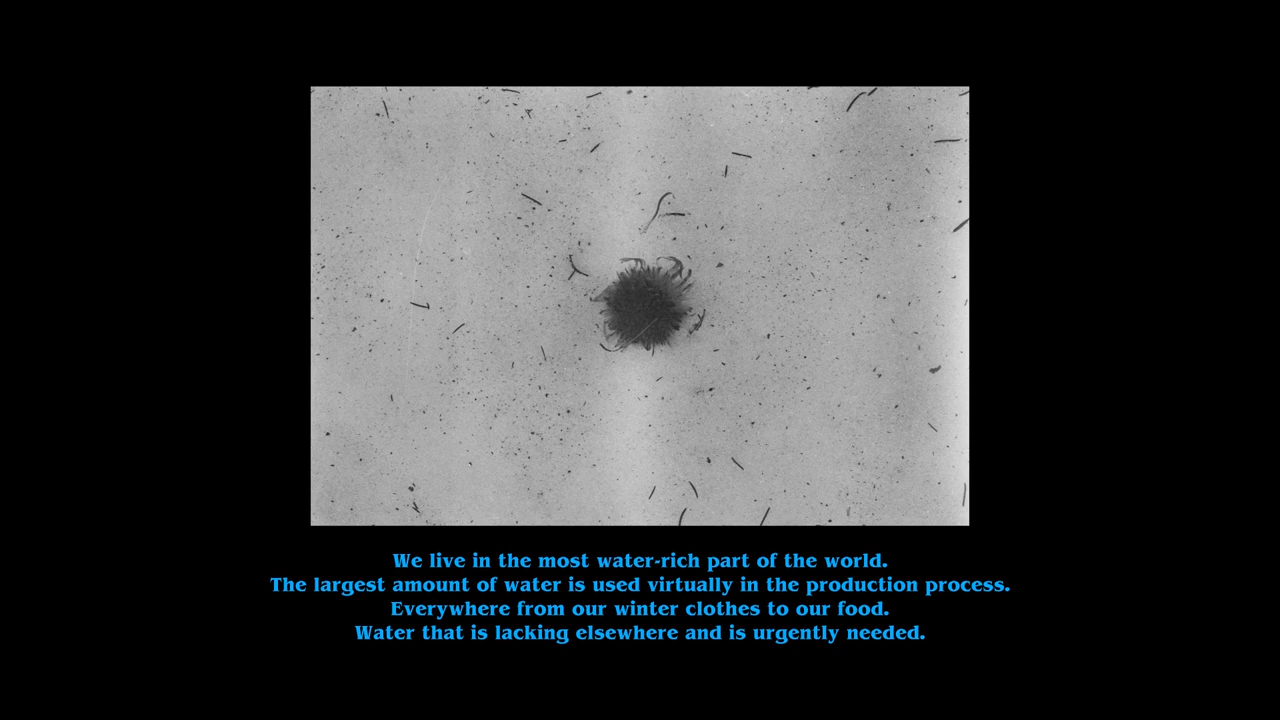 We live in the most water-rich part of the world.
The largest amount of water is used virtually in the production process.
Everywhere from our winter clothes to our food.
Water that is lacking elsewhere and is urgently needed.